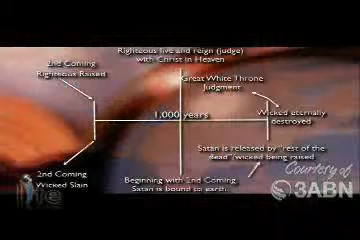 Righteous live and reign (judge)
with Christ in Heaven
2nd Coming
Righteous Raised
Great White Throne
Judgment
1,000 years
Wicked eternally
destroyed
Satan is released by "rest of the
dead"/wicked being raised
2nd Coming
Wicked Slain
Beginning with 2nd Coming
Satan is bound to earth.
Courtesy of
3ABN